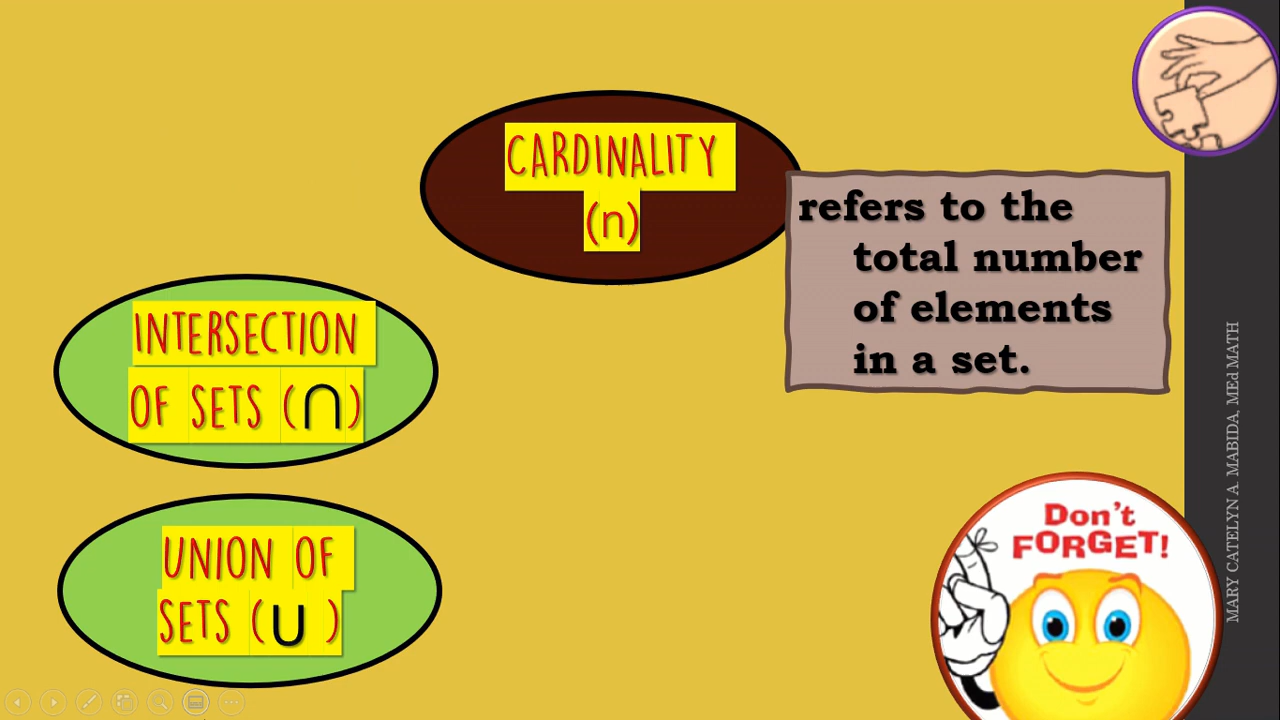 CARDINALITY
(n)
refers to the
total number
of elements
in a set.
INTERSECTION
OF SETS (∩)
UNION OF
SETS (∪ )
Don't
FORGET!
MARY CATELYN A. MABIDA, MEd MATH